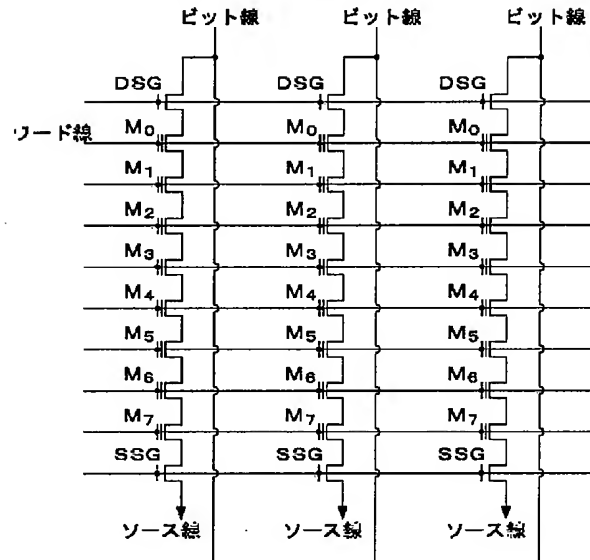 ビット線 ビット線 ビット線
DSG DSG DSG
ワード線 M₀ M₀ M₀
M₁ M₁ M₁
M₂ M₂ M₂
M₃ M₃ M₃
M₄ M₄ M₄
M₅ M₅ M₅
M₆ M₆ M₆
M₇ M₇ M₇
SSG SSG SSG
ソース線 ソース線 ソース線